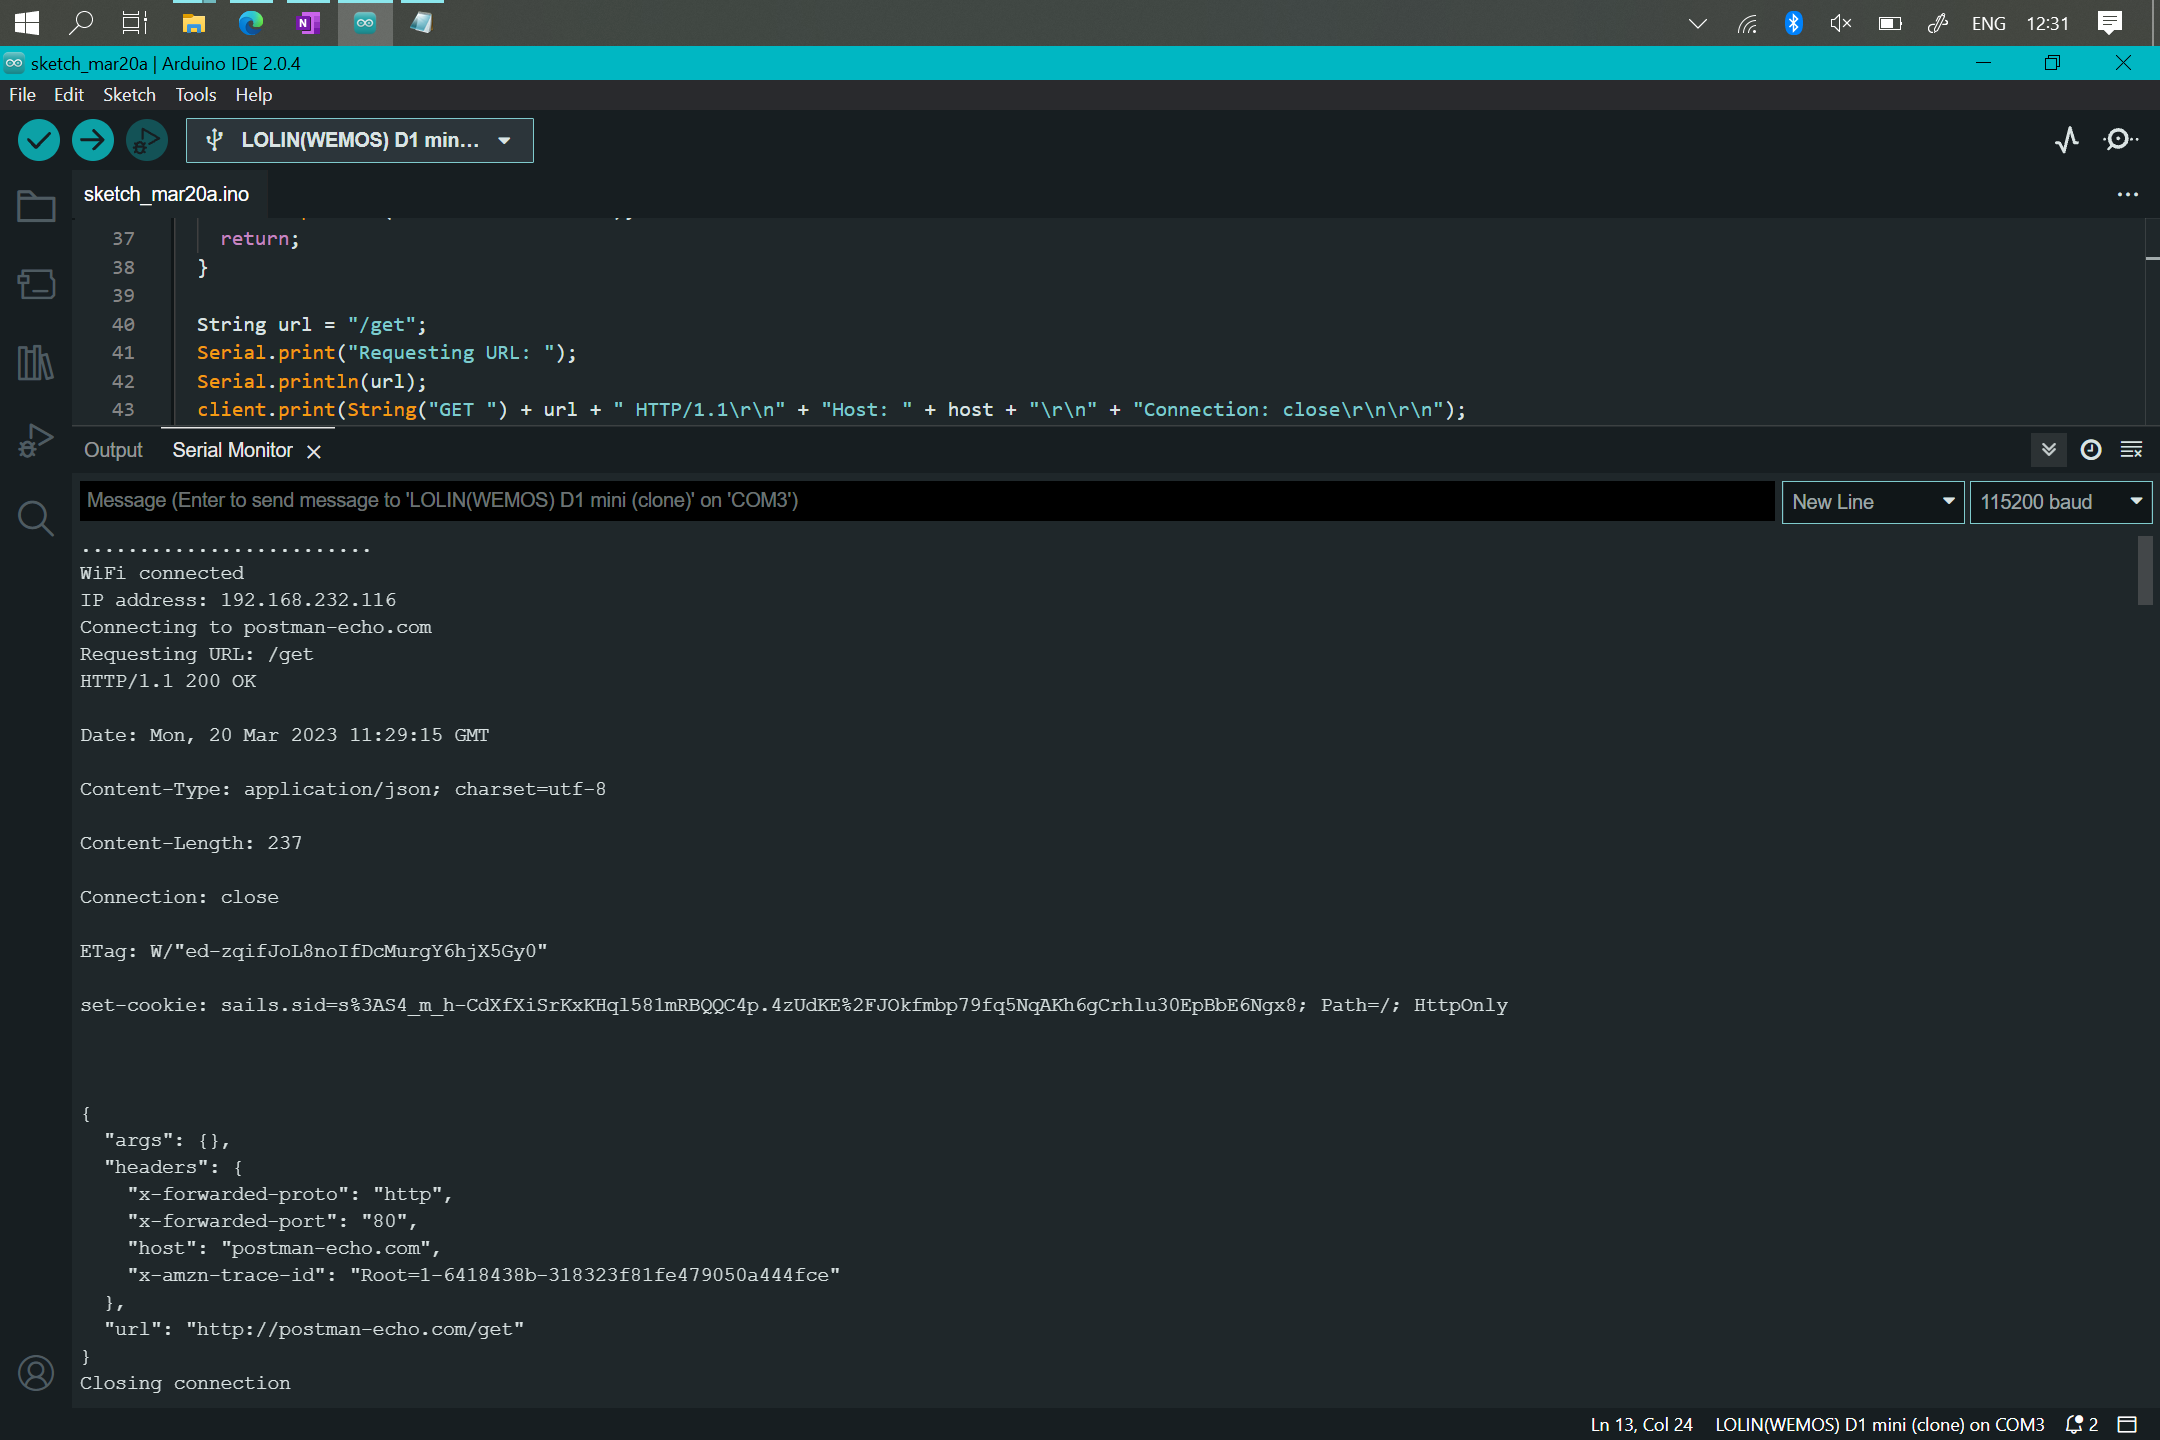 ENG 12:31
sketch_mar20a | Arduino IDE 2.0.4
File Edit Sketch Tools Help
LOLIN(WEMOS) D1 min...
sketch_mar20a.ino
37 return;
38 }
39
40 String url = "/get";
41 Serial.print("Requesting URL: ");
42 Serial.println(url);
43 client.print(String("GET ") + url + " HTTP/1.1\r\n" + "Host: " + host + "\r\n" + "Connection: close\r\n\r\n");
Output Serial Monitor
Message (Enter to send message to 'LOLIN(WEMOS) D1 mini (clone)' on 'COM3') New Line 115200 baud
.........................
WiFi connected
IP address: 192.168.232.116
Connecting to postman-echo.com
Requesting URL: /get
HTTP/1.1 200 OK
Date: Mon, 20 Mar 2023 11:29:15 GMT
Content-Type: application/json; charset=utf-8
Content-Length: 237
Connection: close
ETag: W/"ed-zqifJoL8noIfDcMurgY6hjX5Gy0"
set-cookie: sails.sid=s%3AS4_m_h-CdXfXiSrKxKHql581mRBQQC4p.4zUdKE%2FJOkfmbp79fq5NqAKh6gCrhlu30EpBbE6Ngx8; Path=/; HttpOnly
{
"args": {},
"headers": {
"x-forwarded-proto": "http",
"x-forwarded-port": "80",
"host": "postman-echo.com",
"x-amzn-trace-id": "Root=1-6418438b-318323f81fe479050a444fce"
},
"url": "http://postman-echo.com/get"
}
Closing connection
Ln 13, Col 24 LOLIN(WEMOS) D1 mini (clone) on COM3 2